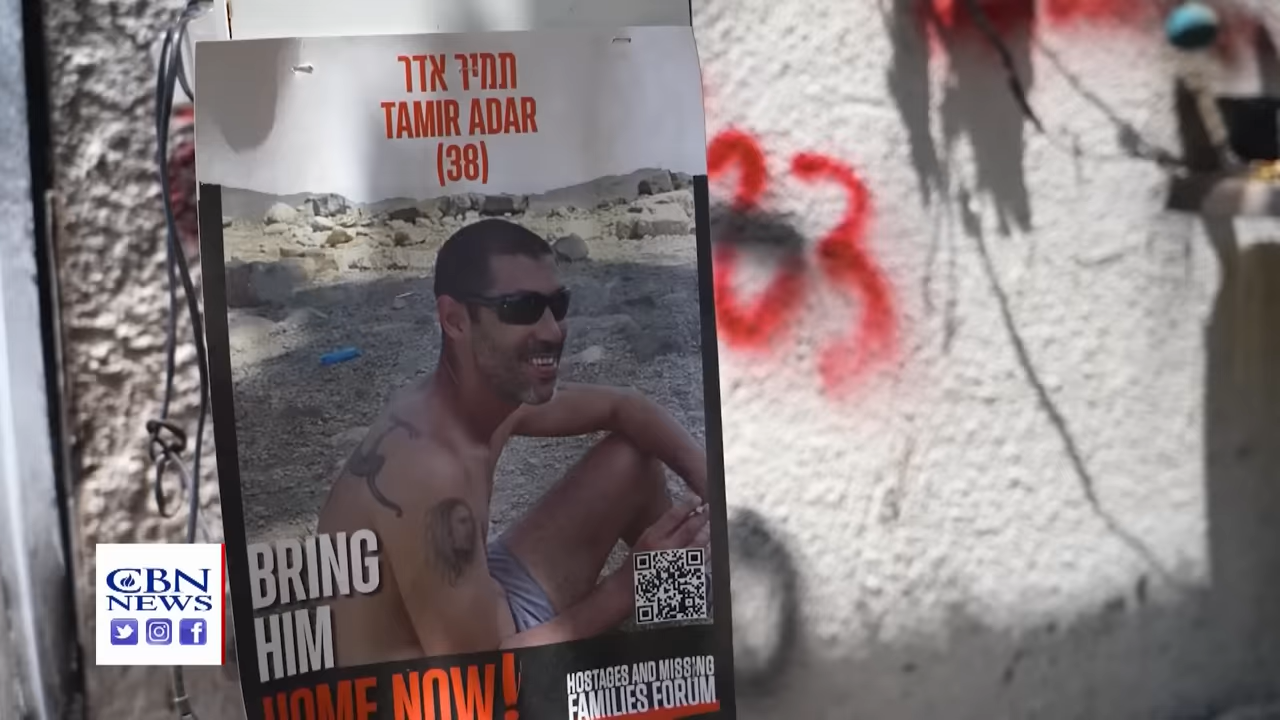 תמיר אדר
TAMIR ADAR
(38)
BRING
HIM
HOME NOW!
HOSTAGES AND MISSING
FAMILIES FORUM
CBN
NEWS